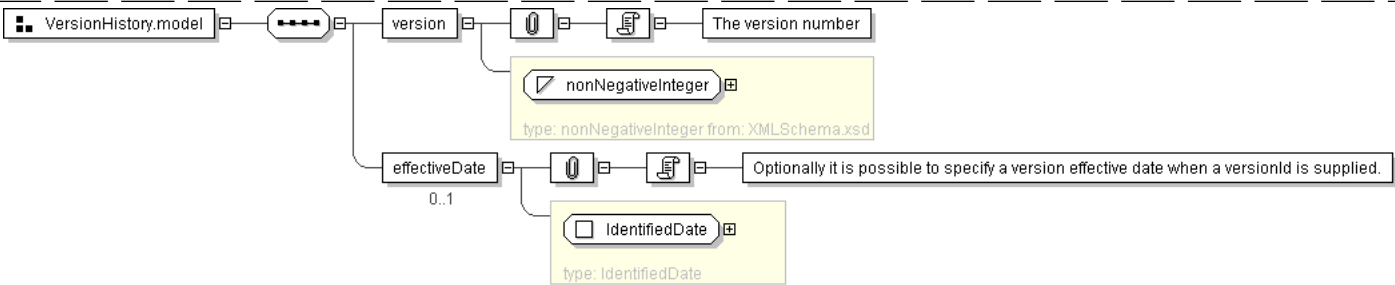 VersionHistory.model
version
The version number
nonNegativeInteger
type: nonNegativeInteger from: XMLSchema.xsd
effectiveDate
Optionally it is possible to specify a version effective date when a versionId is supplied.
0..1
IdentifiedDate
type: IdentifiedDate